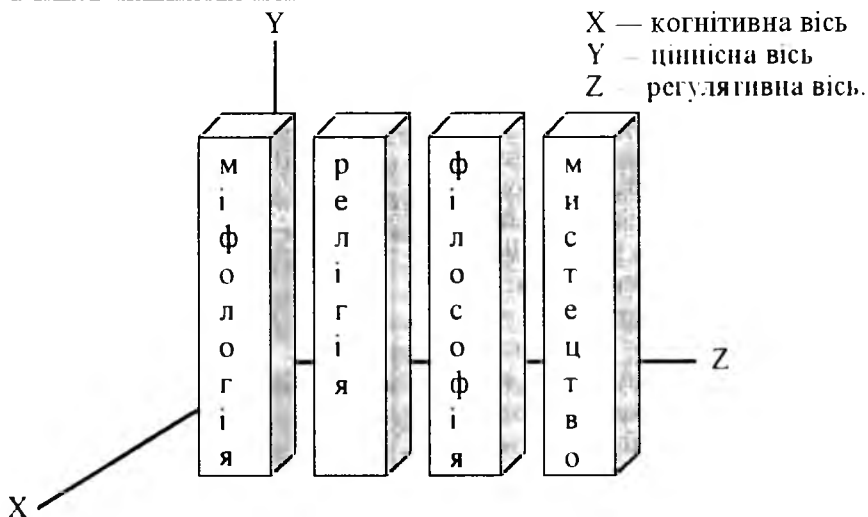 Y
X — когнітивна вісь
Y — ціннісна вісь
Z — регулятивна вісь.
міфологія
релігія
філософія
мистецтво
Z
X